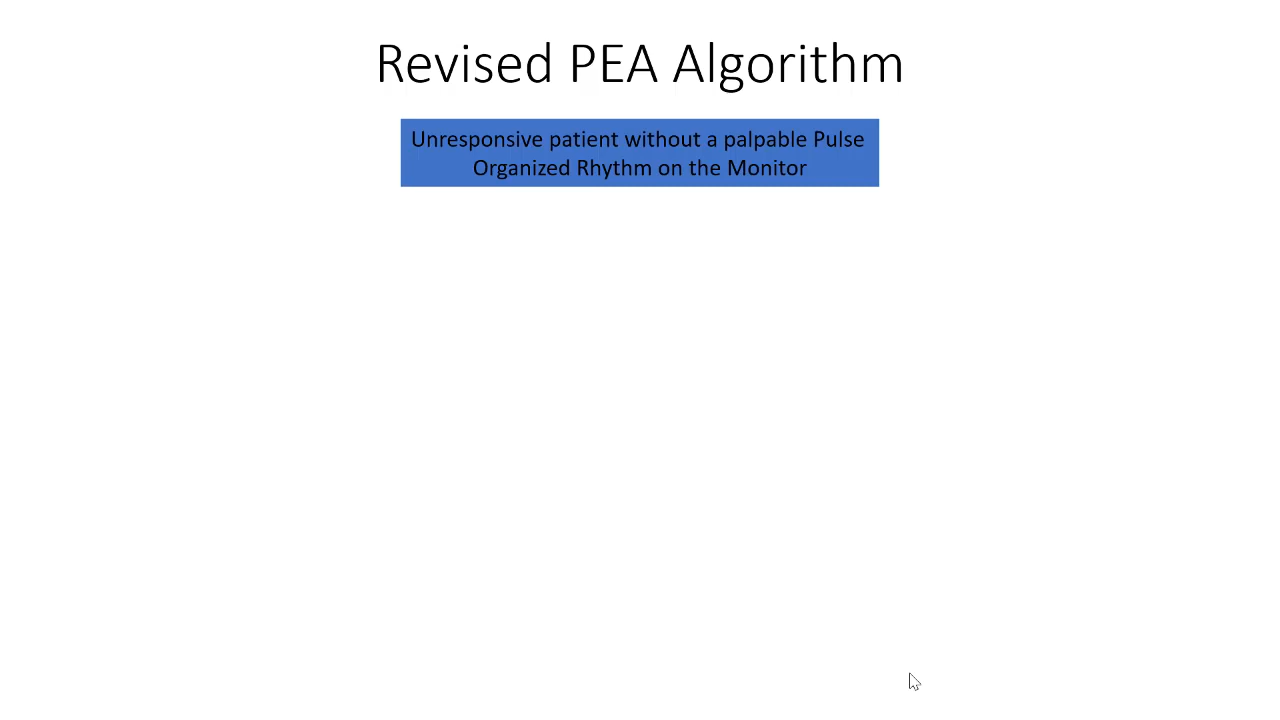 Revised PEA Algorithm
Unresponsive patient without a palpable Pulse
Organized Rhythm on the Monitor